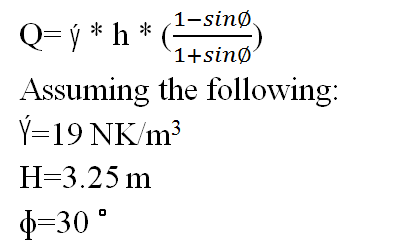 Q= ý * h * (1−sinØ/1+sinØ)
Assuming the following:
Ý=19 NK/m³
H=3.25 m
ϕ=30 °